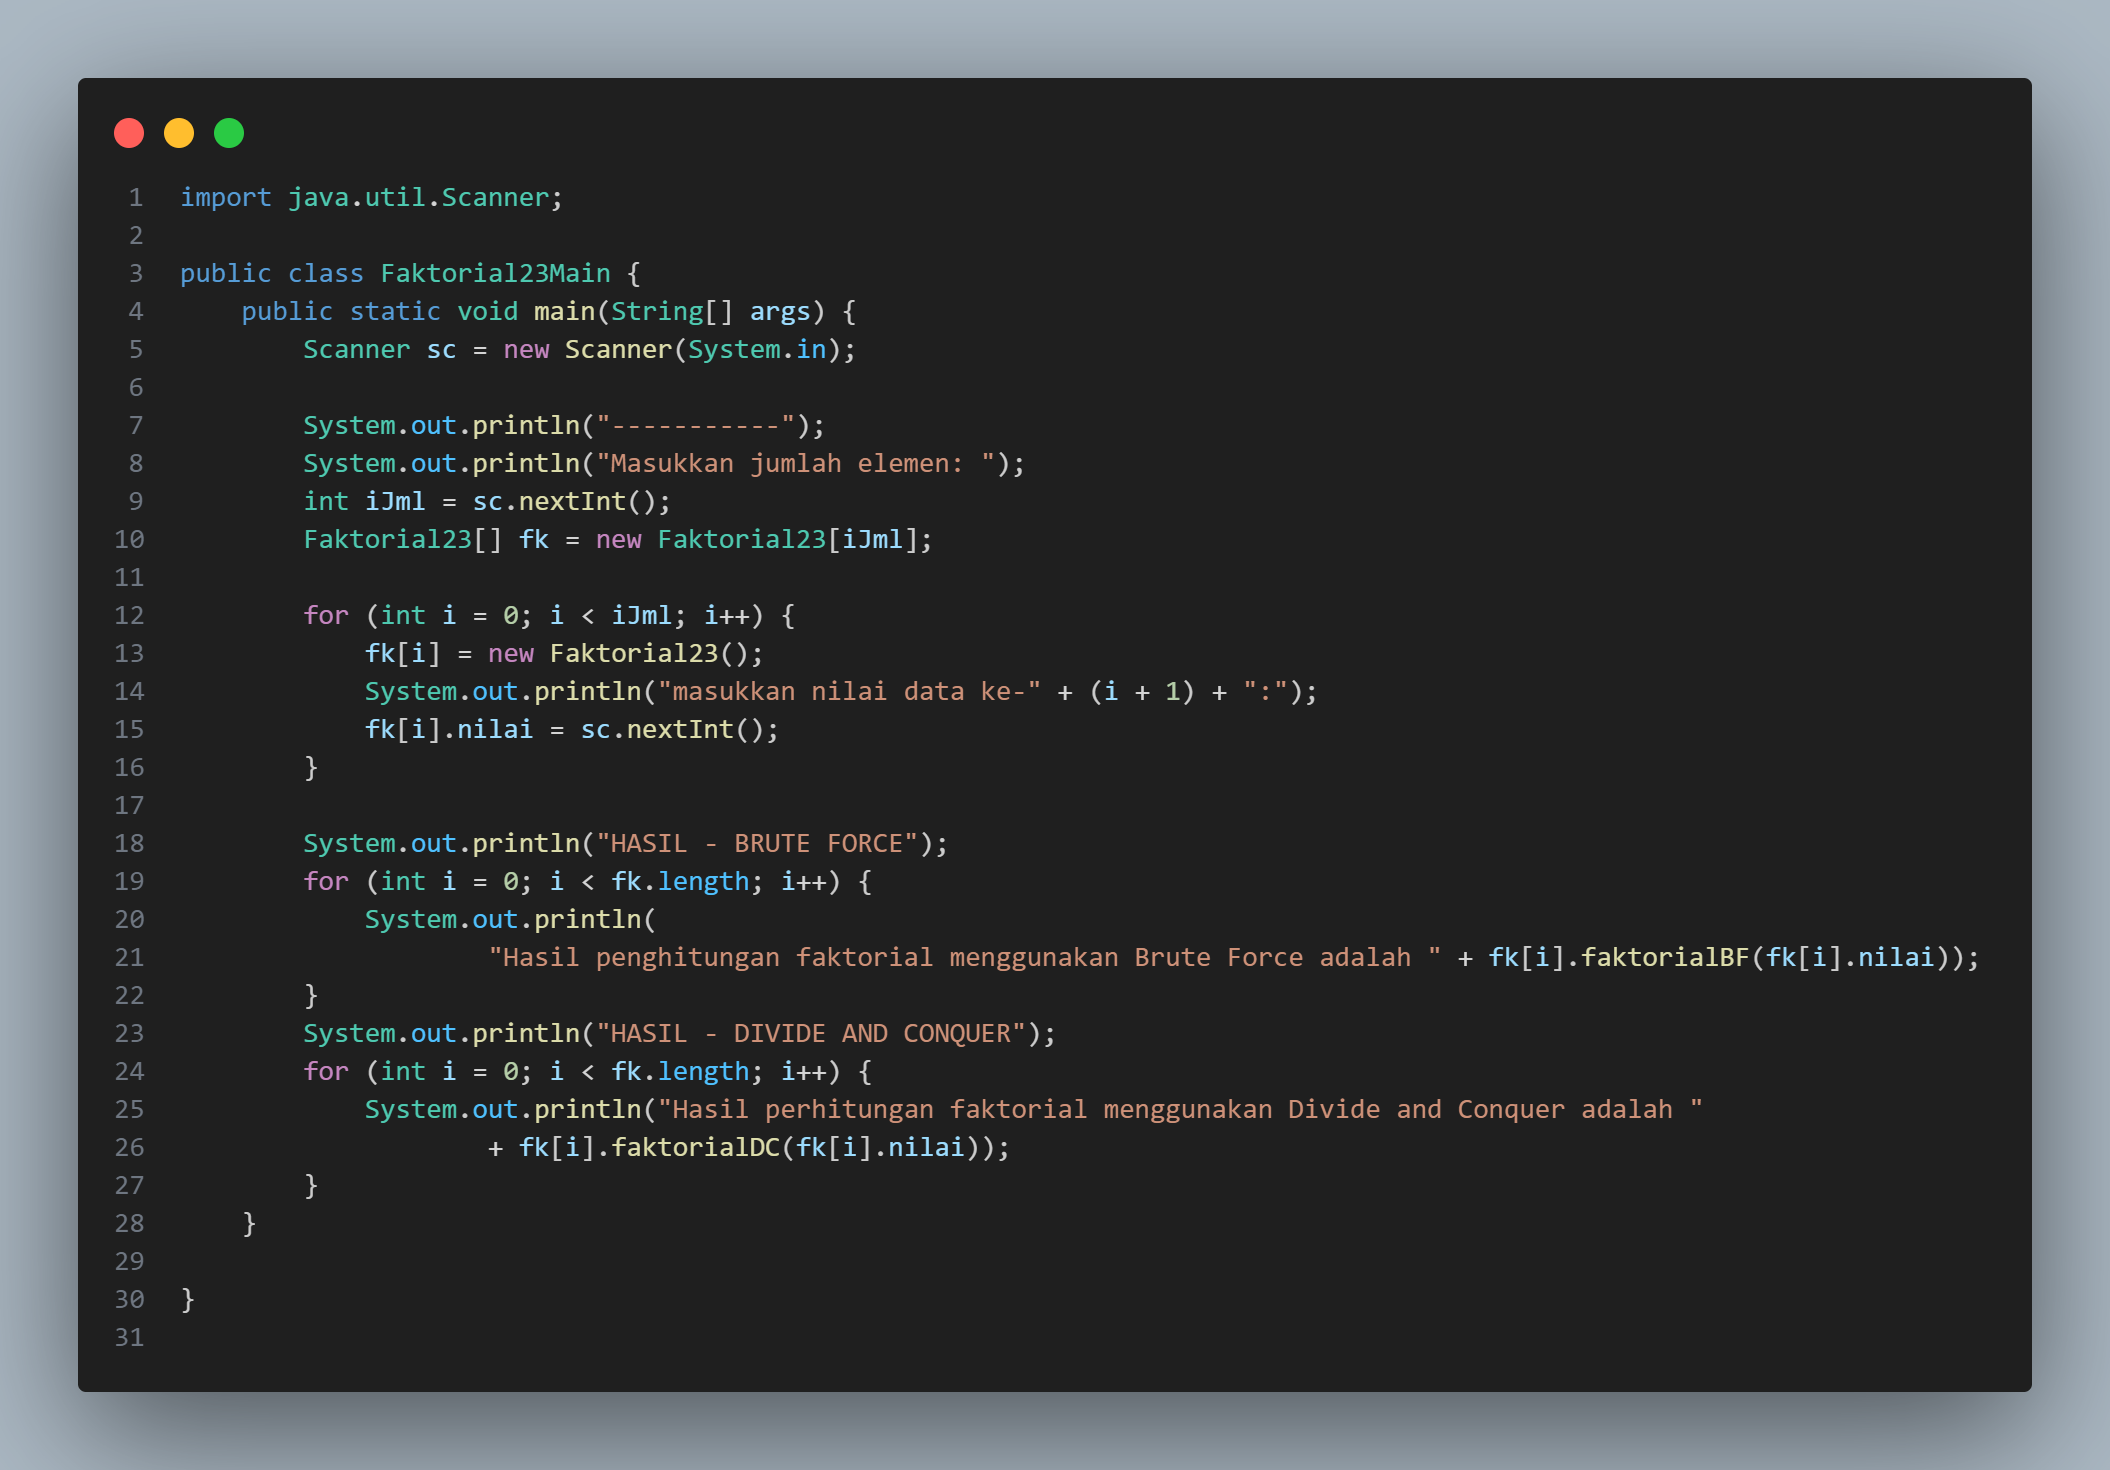 1 import java.util.Scanner;
2
3 public class Faktorial23Main {
4     public static void main(String[] args) {
5         Scanner sc = new Scanner(System.in);
6
7         System.out.println("-----------");
8         System.out.println("Masukkan jumlah elemen: ");
9         int iJml = sc.nextInt();
10         Faktorial23[] fk = new Faktorial23[iJml];
11
12         for (int i = 0; i < iJml; i++) {
13             fk[i] = new Faktorial23();
14             System.out.println("masukkan nilai data ke-" + (i + 1) + ":");
15             fk[i].nilai = sc.nextInt();
16         }
17
18         System.out.println("HASIL - BRUTE FORCE");
19         for (int i = 0; i < fk.length; i++) {
20             System.out.println(
21                     "Hasil penghitungan faktorial menggunakan Brute Force adalah " + fk[i].faktorialBF(fk[i].nilai));
22         }
23         System.out.println("HASIL - DIVIDE AND CONQUER");
24         for (int i = 0; i < fk.length; i++) {
25             System.out.println("Hasil perhitungan faktorial menggunakan Divide and Conquer adalah "
26                     + fk[i].faktorialDC(fk[i].nilai));
27         }
28     }
29
30 }
31